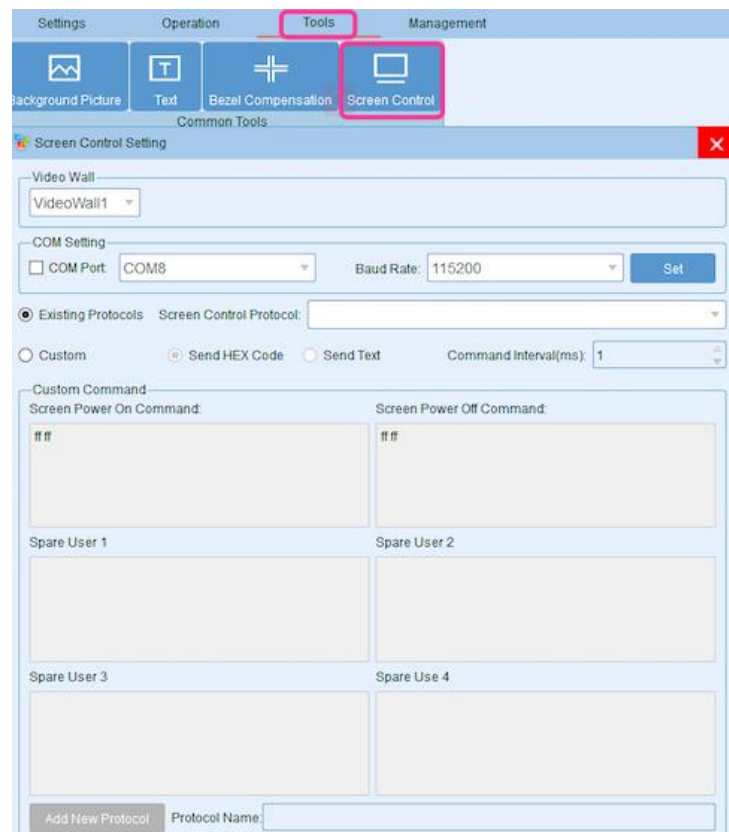 Settings Operation Tools Management
Background Picture Text Bezel Compensation Screen Control
Common Tools
Screen Control Setting
Video Wall
VideoWall1
COM Setting
COM Port: COM8 Baud Rate: 115200 Set
Existing Protocols Screen Control Protocol:
Custom Send HEX Code Send Text Command Interval(ms): 1
Custom Command
Screen Power On Command: Screen Power Off Command:
ff ff ff ff
Spare User 1 Spare User 2
Spare User 3 Spare Use 4
Add New Protocol Protocol Name: